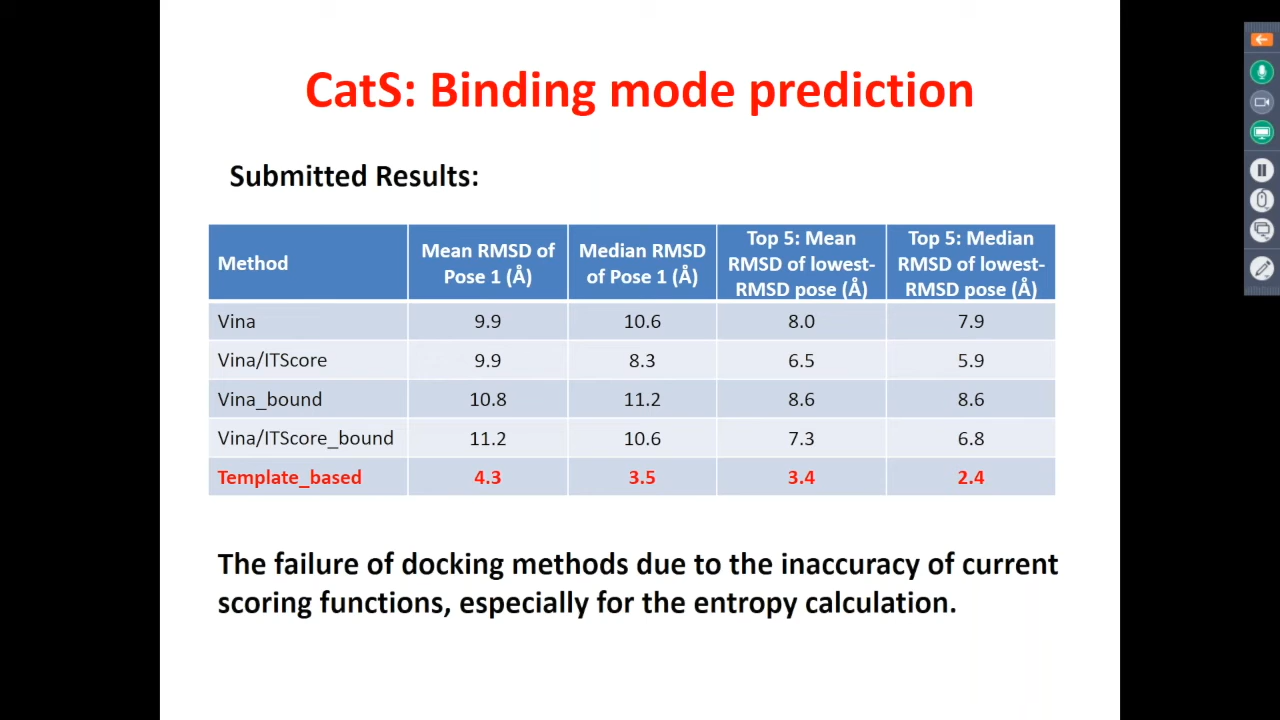 CatS: Binding mode prediction
Submitted Results:
Method
Mean RMSD of
Pose 1 (Å)
Median RMSD
of Pose 1 (Å)
Top 5: Mean
RMSD of lowest-
RMSD pose (Å)
Top 5: Median
RMSD of lowest-
RMSD pose (Å)
Vina 9.9 10.6 8.0 7.9
Vina/ITScore 9.9 8.3 6.5 5.9
Vina_bound 10.8 11.2 8.6 8.6
Vina/ITScore_bound 11.2 10.6 7.3 6.8
Template_based 4.3 3.5 3.4 2.4
The failure of docking methods due to the inaccuracy of current
scoring functions, especially for the entropy calculation.